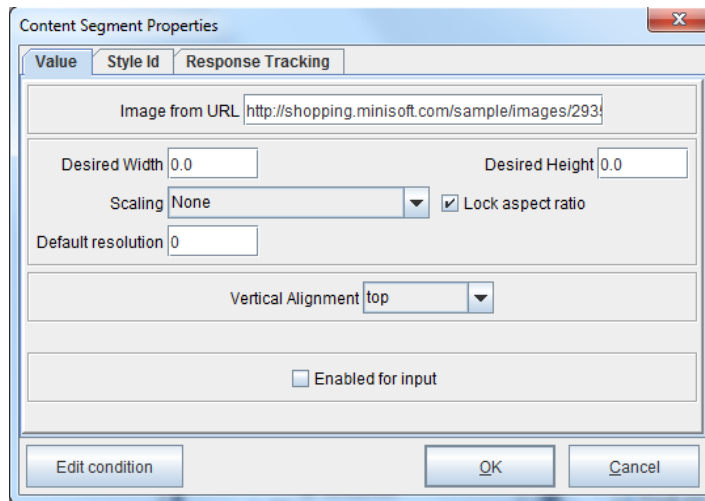 Content Segment Properties
Value Style Id Response Tracking
Image from URL http://shopping.minisoft.com/sample/images/293
Desired Width 0.0 Desired Height 0.0
Scaling None Lock aspect ratio
Default resolution 0
Vertical Alignment top
Enabled for input
Edit condition OK Cancel